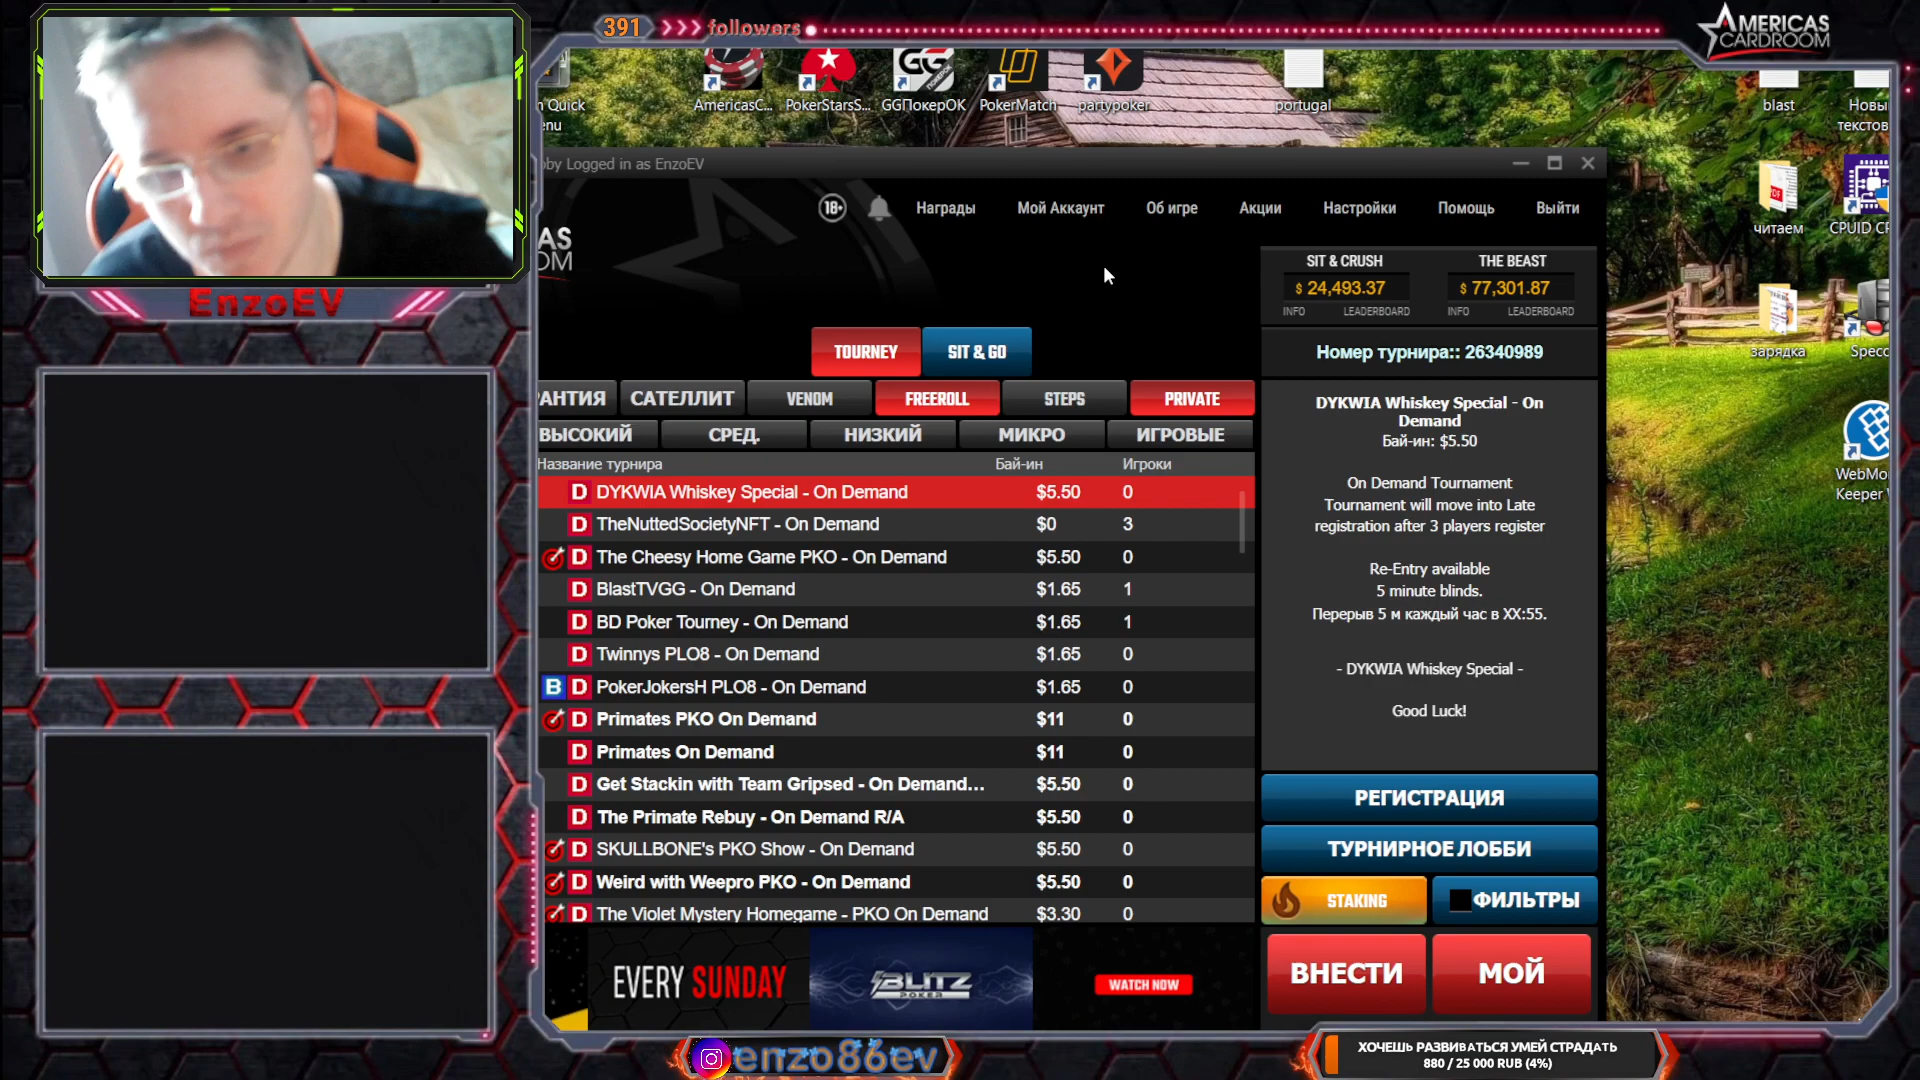 391
followers
AMERICAS
CARDROOM
n Quick
enu
AmericasC...
PokerStarsS...
GGПокерОК
PokerMatch
partypoker
portugal
blast
Новы
текстов
читаем
CPUID CP
зарядка
Specc
WebMo
Keeper
by Logged in as EnzoEV
18+
Награды
Мой Аккаунт
Об игре
Акции
Настройки
Помощь
Выйти
EnzoEV
SIT & CRUSH
$ 24,493.37
INFO LEADERBOARD
THE BEAST
$ 77,301.87
INFO LEADERBOARD
TOURNEY
SIT & GO
Номер турнира:: 26340989
РАНТИЯ
САТЕЛЛИТ
VENOM
FREEROLL
STEPS
PRIVATE
ВЫСОКИЙ
СРЕД.
НИЗКИЙ
МИКРО
ИГРОВЫЕ
Название турнира Бай-ин Игроки
D DYKWIA Whiskey Special - On Demand $5.50 0
D TheNuttedSocietyNFT - On Demand $0 3
D The Cheesy Home Game PKO - On Demand $5.50 0
D BlastTVGG - On Demand $1.65 1
D BD Poker Tourney - On Demand $1.65 1
D Twinnys PLO8 - On Demand $1.65 0
B D PokerJokersH PLO8 - On Demand $1.65 0
D Primates PKO On Demand $11 0
D Primates On Demand $11 0
D Get Stackin with Team Gripsed - On Demand... $5.50 0
D The Primate Rebuy - On Demand R/A $5.50 0
D SKULLBONE's PKO Show - On Demand $5.50 0
D Weird with Weepro PKO - On Demand $5.50 0
D The Violet Mystery Homegame - PKO On Demand $3.30 0
DYKWIA Whiskey Special - On
Demand
Бай-ин: $5.50
On Demand Tournament
Tournament will move into Late
registration after 3 players register
Re-Entry available
5 minute blinds.
Перерыв 5 м каждый час в XX:55.
- DYKWIA Whiskey Special -
Good Luck!
РЕГИСТРАЦИЯ
ТУРНИРНОЕ ЛОББИ
STAKING
ФИЛЬТРЫ
ВНЕСТИ
МОЙ
EVERY SUNDAY
BLITZ
POKER
WATCH NOW
enzo86ev
ХОЧЕШЬ РАЗВИВАТЬСЯ УМЕЙ СТРАДАТЬ
880 / 25 000 RUB (4%)